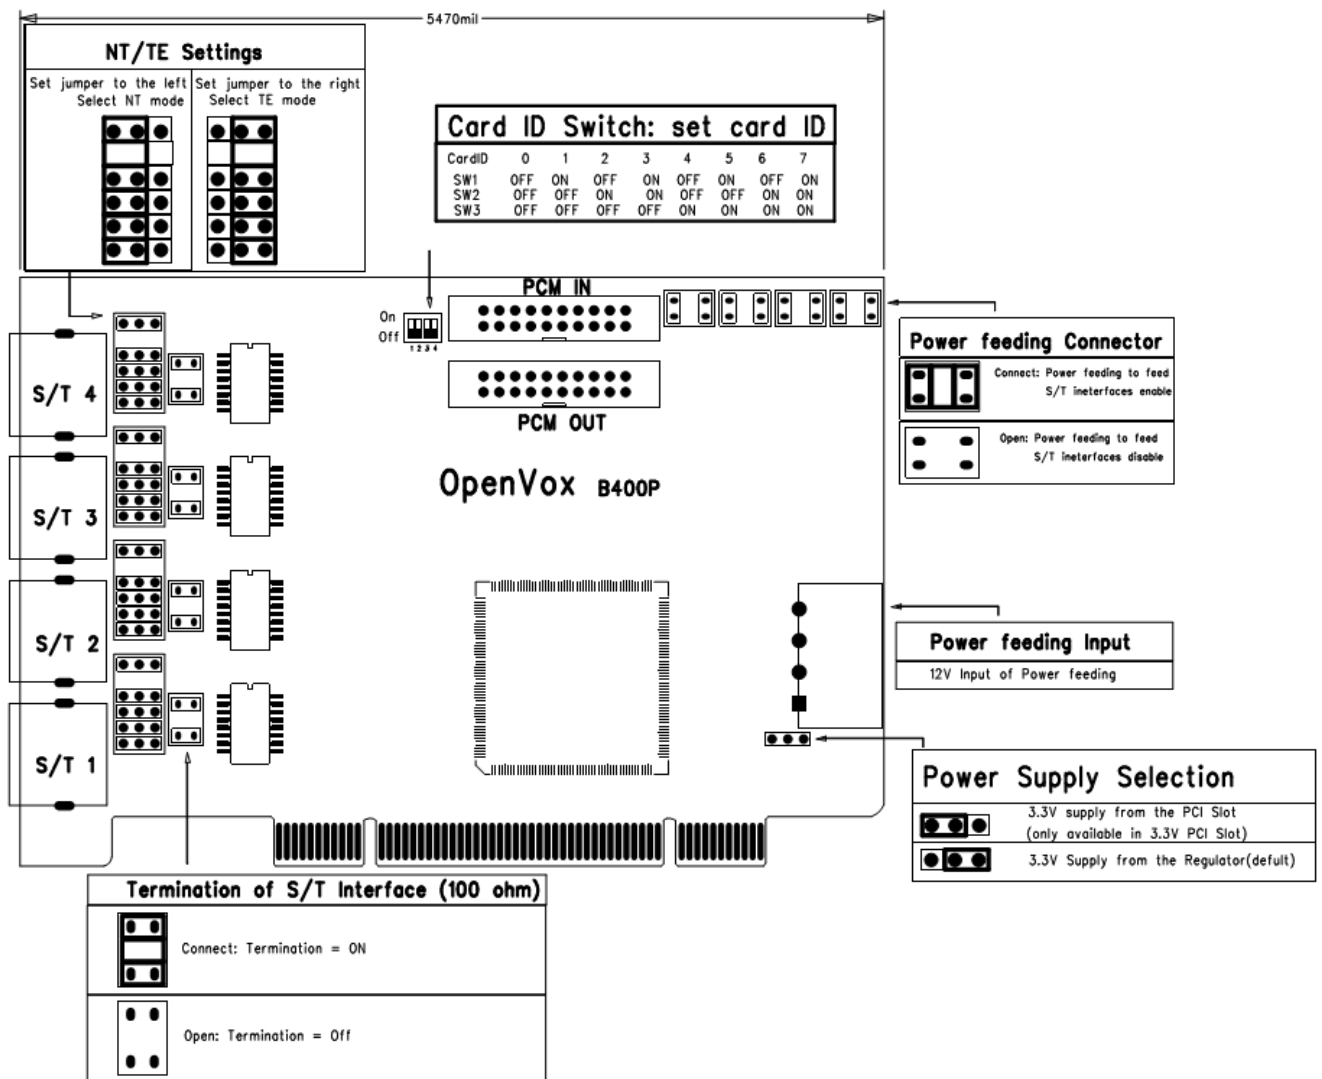 5470mil
NT/TE Settings
Set jumper to the left
Select NT mode
Set jumper to the right
Select TE mode
Card ID Switch: set card ID
CardID 0 1 2 3 4 5 6 7
SW1 OFF ON OFF ON OFF ON OFF ON
SW2 OFF OFF ON ON OFF OFF ON ON
SW3 OFF OFF OFF OFF ON ON ON ON
On
Off
1 2 3 4
PCM IN
PCM OUT
OpenVox B400P
S/T 4
S/T 3
S/T 2
S/T 1
Power feeding Connector
Connect: Power feeding to feed
S/T ineterfaces enable
Open: Power feeding to feed
S/T ineterfaces disable
Power feeding Input
12V Input of Power feeding
Power Supply Selection
3.3V supply from the PCI Slot
(only available in 3.3V PCI Slot)
3.3V Supply from the Regulator(defult)
Termination of S/T Interface (100 ohm)
Connect: Termination = ON
Open: Termination = Off